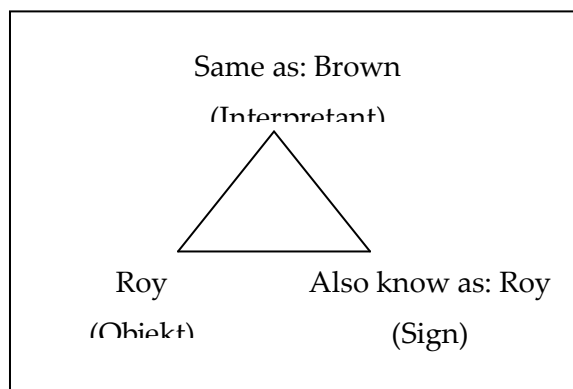 Same as: Brown
(Interpretant)
Roy
Also know as: Roy
(Objekt)
(Sign)